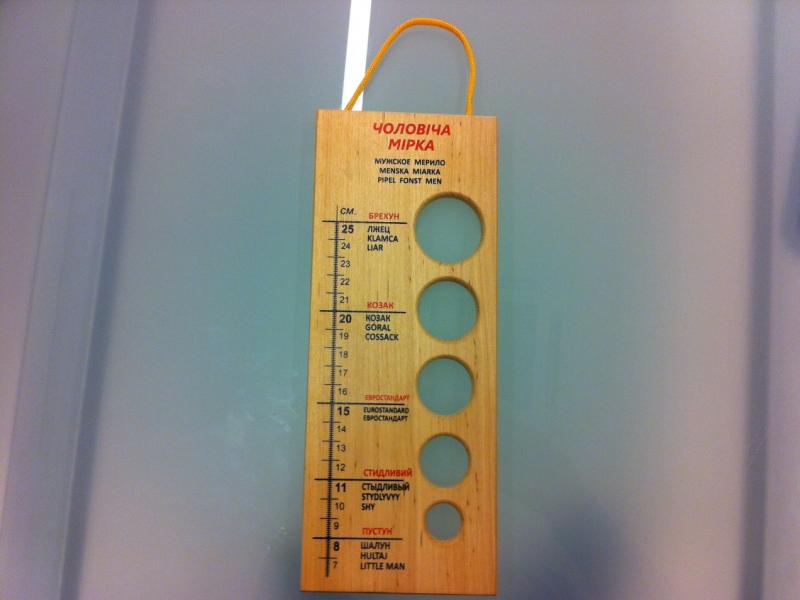 ЧОЛОВІЧА
МІРКА
МУЖСКОЕ МЕРИЛО
MENSKA MIARKA
PIPEL FONST MEN
СМ.
БРЕХУН
25
ЛЖЕЦ
KLAMCA
LIAR
24
23
22
21
КОЗАК
20
КОЗАК
GÓRAL
COSSACK
19
18
17
16
ЕВРОСТАНДАРТ
15
EUROSTANDARD
ЕВРОСТАНДАРТ
14
13
12
СТИДЛИВИЙ
11
СТЫДЛИВЫЙ
STYDLYVYY
SHY
10
9
ПУСТУН
8
ШАЛУН
HULTAJ
LITTLE MAN
7